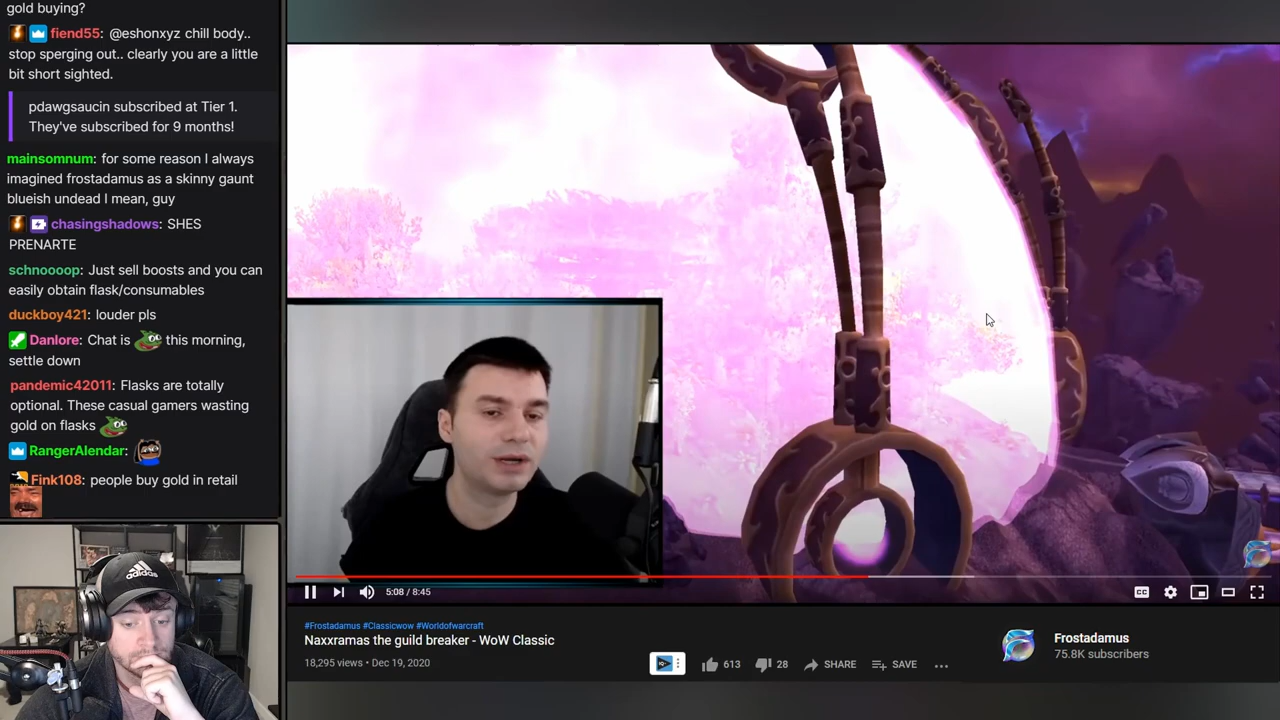 gold buying?
fiend55: @eshonxyz chill body..
stop sperging out.. clearly you are a little
bit short sighted.
pdawgsaucin subscribed at Tier 1.
They've subscribed for 9 months!
mainsomnum: for some reason I always
imagined frostadamus as a skinny gaunt
blueish undead I mean, guy
chasingshadows: SHES
PRENARTE
schnoooop: Just sell boosts and you can
easily obtain flask/consumables
duckboy421: louder pls
Danlore: Chat is this morning,
settle down
pandemic42011: Flasks are totally
optional. These casual gamers wasting
gold on flasks
RangerAlendar:
Fink108: people buy gold in retail
adidas
5:08 / 8:45
CC
#Frostadamus #Classicwow #Worldofwarcraft
Naxxramas the guild breaker - WoW Classic
18,295 views • Dec 19, 2020
613
28
SHARE
SAVE
Frostadamus
75.8K subscribers